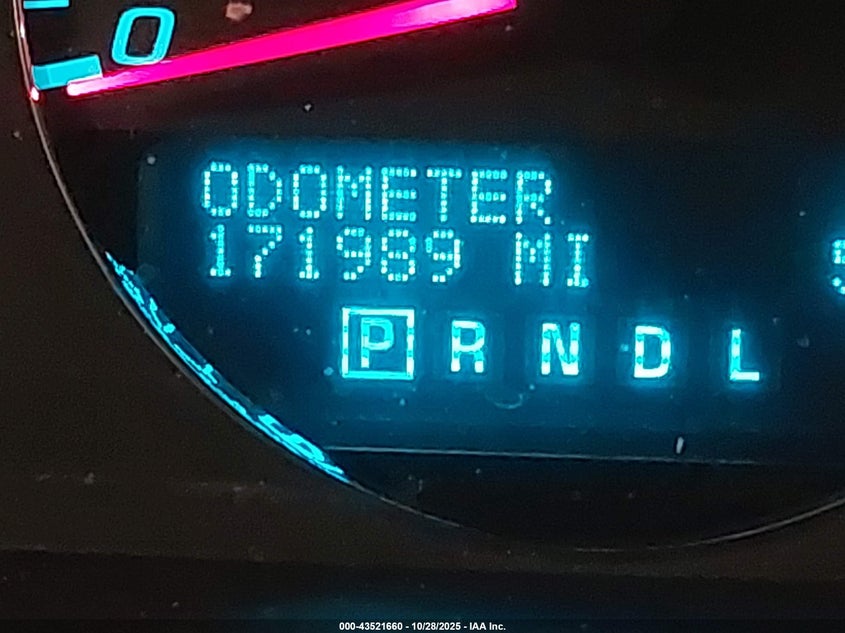 0
ODOMETER
171989 MI
P R N D L
000-43521660 - 10/28/2025 - IAA Inc.